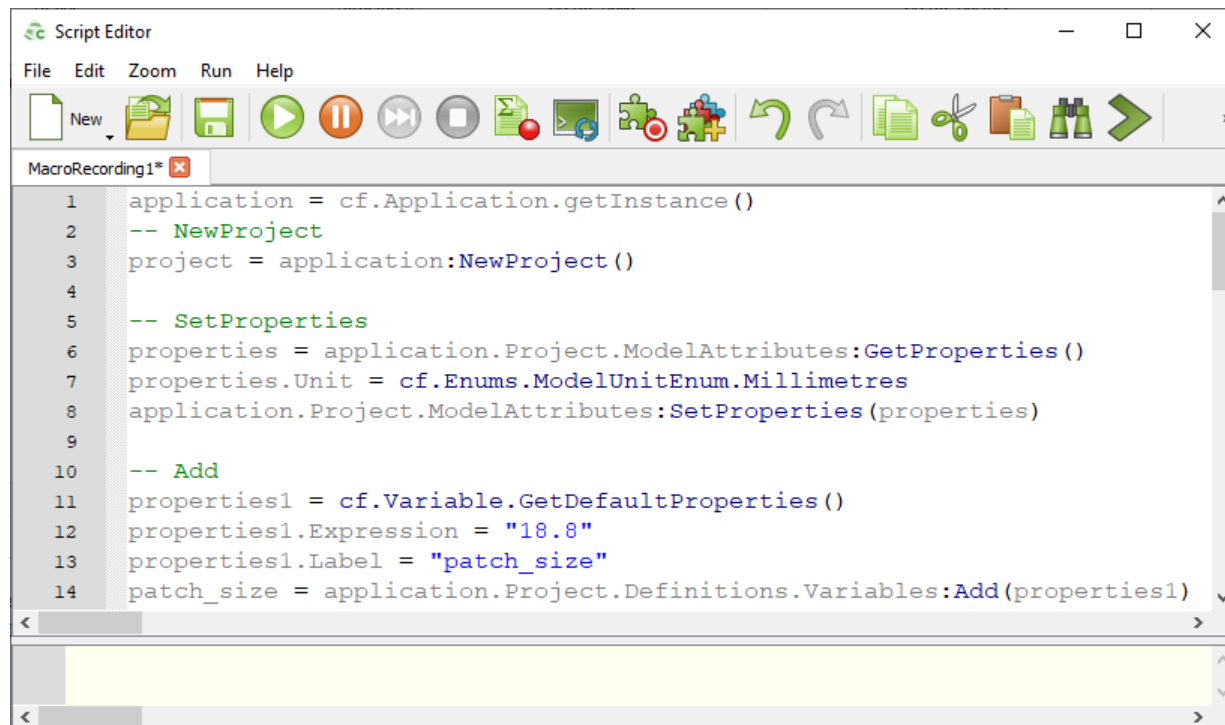 Script Editor
File Edit Zoom Run Help
New
MacroRecording1*
1 application = cf.Application.getInstance()
2 -- NewProject
3 project = application:NewProject()
4
5 -- SetProperties
6 properties = application.Project.ModelAttributes:GetProperties()
7 properties.Unit = cf.Enums.ModelUnitEnum.Millimetres
8 application.Project.ModelAttributes:SetProperties(properties)
9
10 -- Add
11 properties1 = cf.Variable.GetDefaultProperties()
12 properties1.Expression = "18.8"
13 properties1.Label = "patch_size"
14 patch_size = application.Project.Definitions.Variables:Add(properties1)